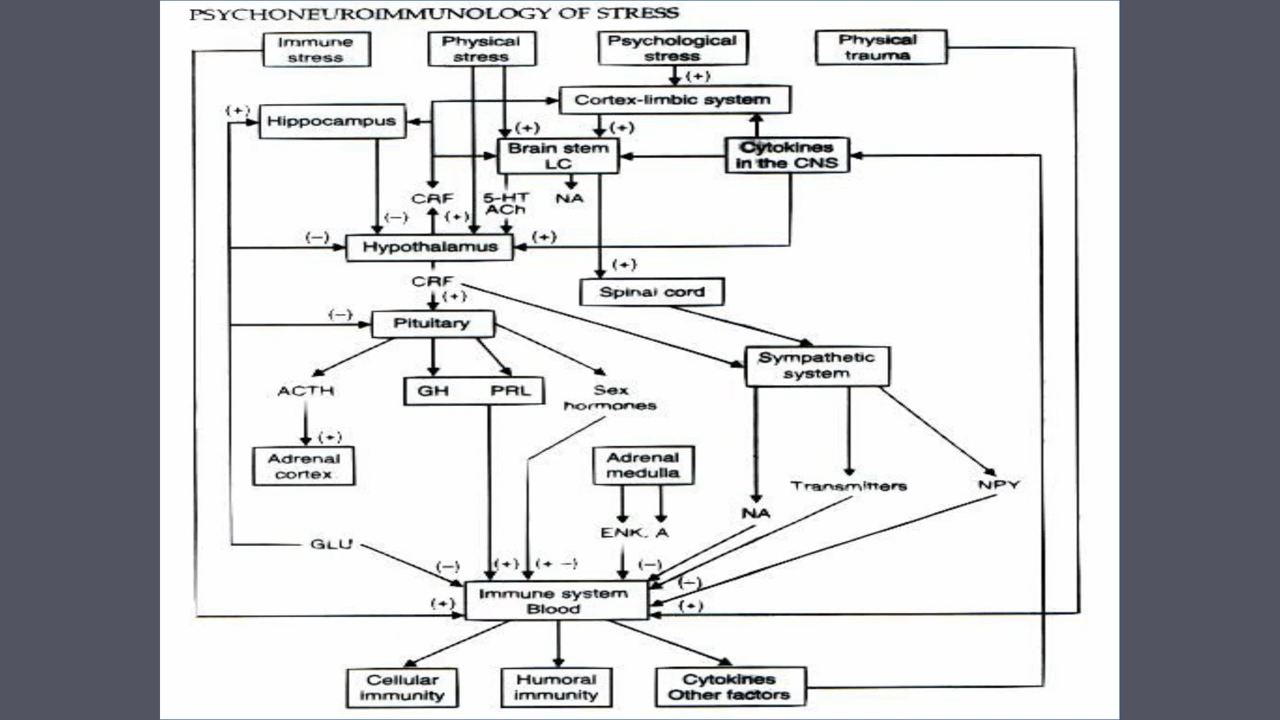 PSYCHONEUROIMMUNOLOGY OF STRESS
Immune
stress
Physical
stress
Psychological
stress
Physical
trauma
(+)
Cortex-limbic system
(+)
Hippocampus
(+)
(+)
Brain stem
LC
Cytokines
in the CNS
CRF
5-HT
ACh
NA
(−)
(+)
(−)
Hypothalamus
(+)
(+)
CRF
(+)
Spinal cord
(−)
Pituitary
Sympathetic
system
ACTH
GH PRL
Sex
hormones
(+)
Adrenal
cortex
Adrenal
medulla
Transmitters
NPY
NA
ENK, A
GLU
(−)
(+)
(+ −)
(−)
(−)
(+)
Immune system
Blood
(+)
Cellular
immunity
Humoral
immunity
Cytokines
Other factors